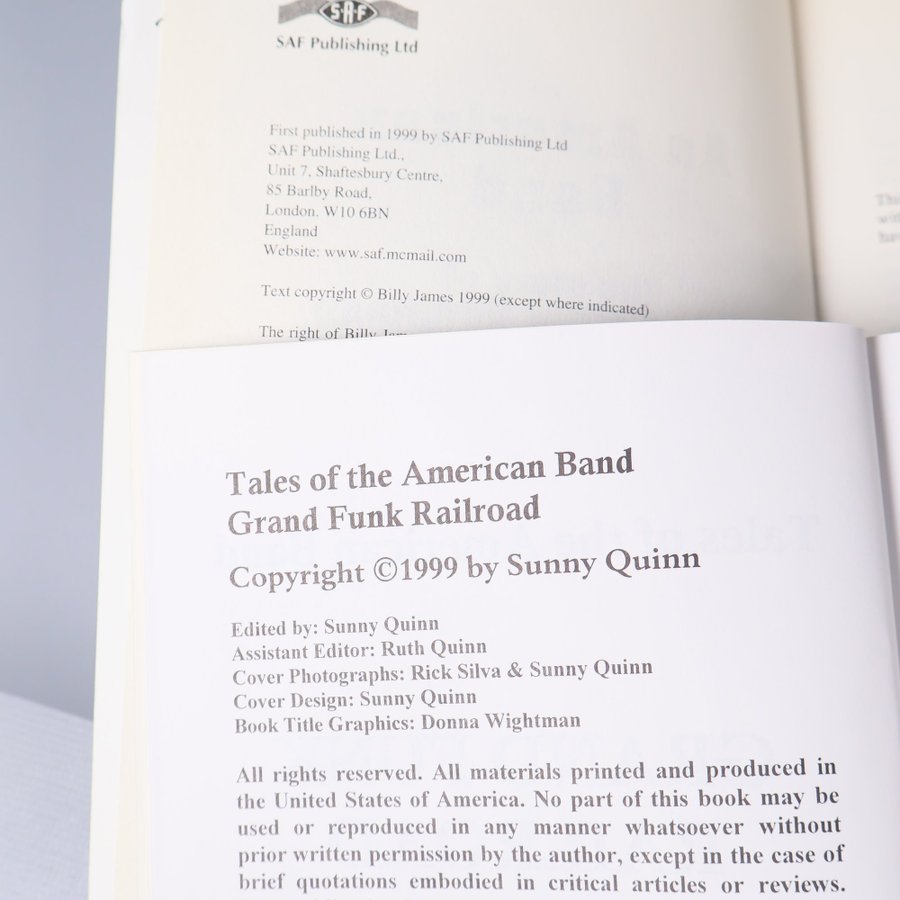 SAF
SAF Publishing Ltd
First published in 1999 by SAF Publishing Ltd
SAF Publishing Ltd.,
Unit 7, Shaftesbury Centre,
85 Barlby Road,
London. W10 6BN
England
Website: www.saf.mcmail.com
Text copyright © Billy James 1999 (except where indicated)
The right of Billy James
Tales of the American Band
Grand Funk Railroad
Copyright ©1999 by Sunny Quinn
Edited by: Sunny Quinn
Assistant Editor: Ruth Quinn
Cover Photographs: Rick Silva & Sunny Quinn
Cover Design: Sunny Quinn
Book Title Graphics: Donna Wightman
All rights reserved. All materials printed and produced in
the United States of America. No part of this book may be
used or reproduced in any manner whatsoever without
prior written permission by the author, except in the case of
brief quotations embodied in critical articles or reviews.